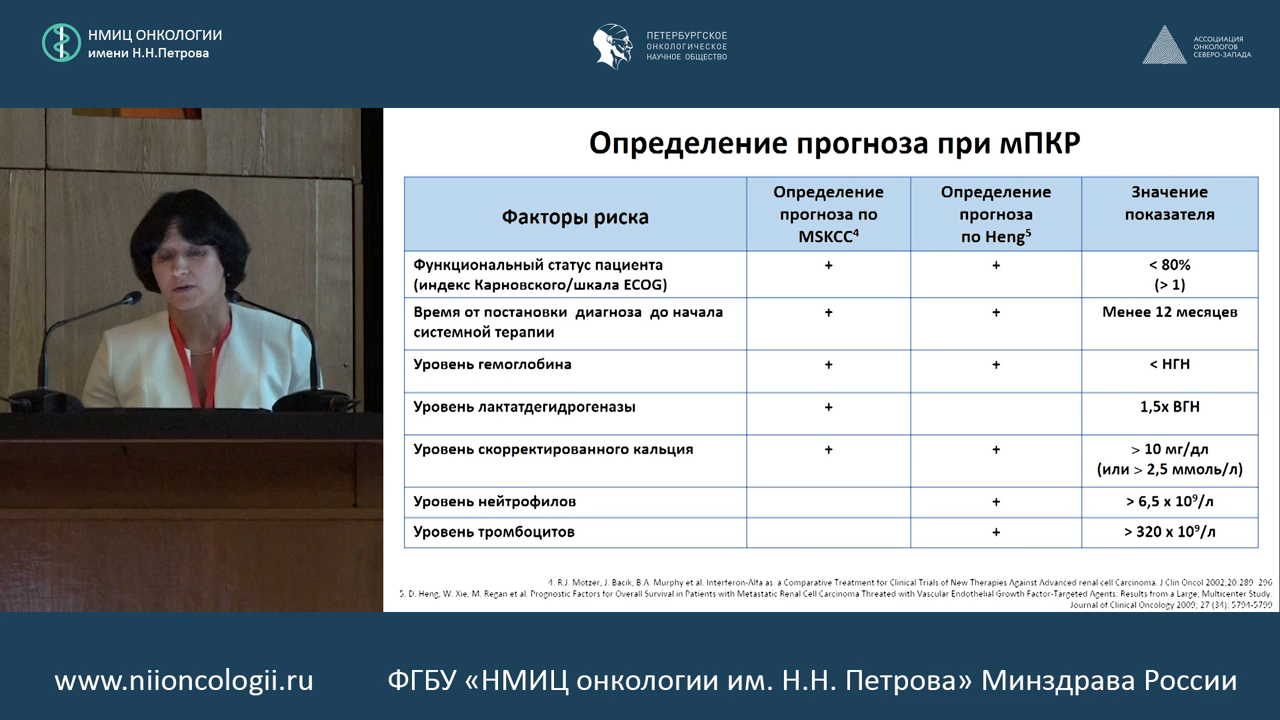 НМИЦ ОНКОЛОГИИ
имени Н.Н.Петрова
ПЕТЕРБУРГСКОЕ
ОНКОЛОГИЧЕСКОЕ
НАУЧНОЕ ОБЩЕСТВО
АССОЦИАЦИЯ
ОНКОЛОГОВ
СЕВЕРО-ЗАПАДА
Определение прогноза при мПКР
Факторы риска
Определение прогноза по MSKCC⁴
Определение прогноза по Heng⁵
Значение показателя
Функциональный статус пациента
(индекс Карновского/шкала ECOG)
+ + < 80%
(> 1)
Время от постановки диагноза до начала
системной терапии
+ + Менее 12 месяцев
Уровень гемоглобина + + < НГН
Уровень лактатдегидрогеназы + 1,5х ВГН
Уровень скорректированного кальция + + > 10 мг/дл
(или > 2,5 ммоль/л)
Уровень нейтрофилов + > 6,5 х 10⁹/л
Уровень тромбоцитов + > 320 х 10⁹/л
4. R.J. Motzer, J. Bacik, B.A. Murphy et al. Interferon-Alfa as a Comparative Treatment for Clinical Trials of New Therapies Against Advanced renal cell Carcinoma. J Clin Oncol 2002;20:289 296
5. D. Heng, W. Xie, M. Regan et al. Prognostic Factors for Overall Survival in Patients with Metastatic Renal Cell Carcinoma Threated with Vascular Endothelial Growth Factor-Targeted Agents: Results from a Large, Multicenter Study.
Journal of Clinical Oncology 2009; 27 (34): 5794-5799
www.niioncologii.ru
ФГБУ «НМИЦ онкологии им. Н.Н. Петрова» Минздрава России